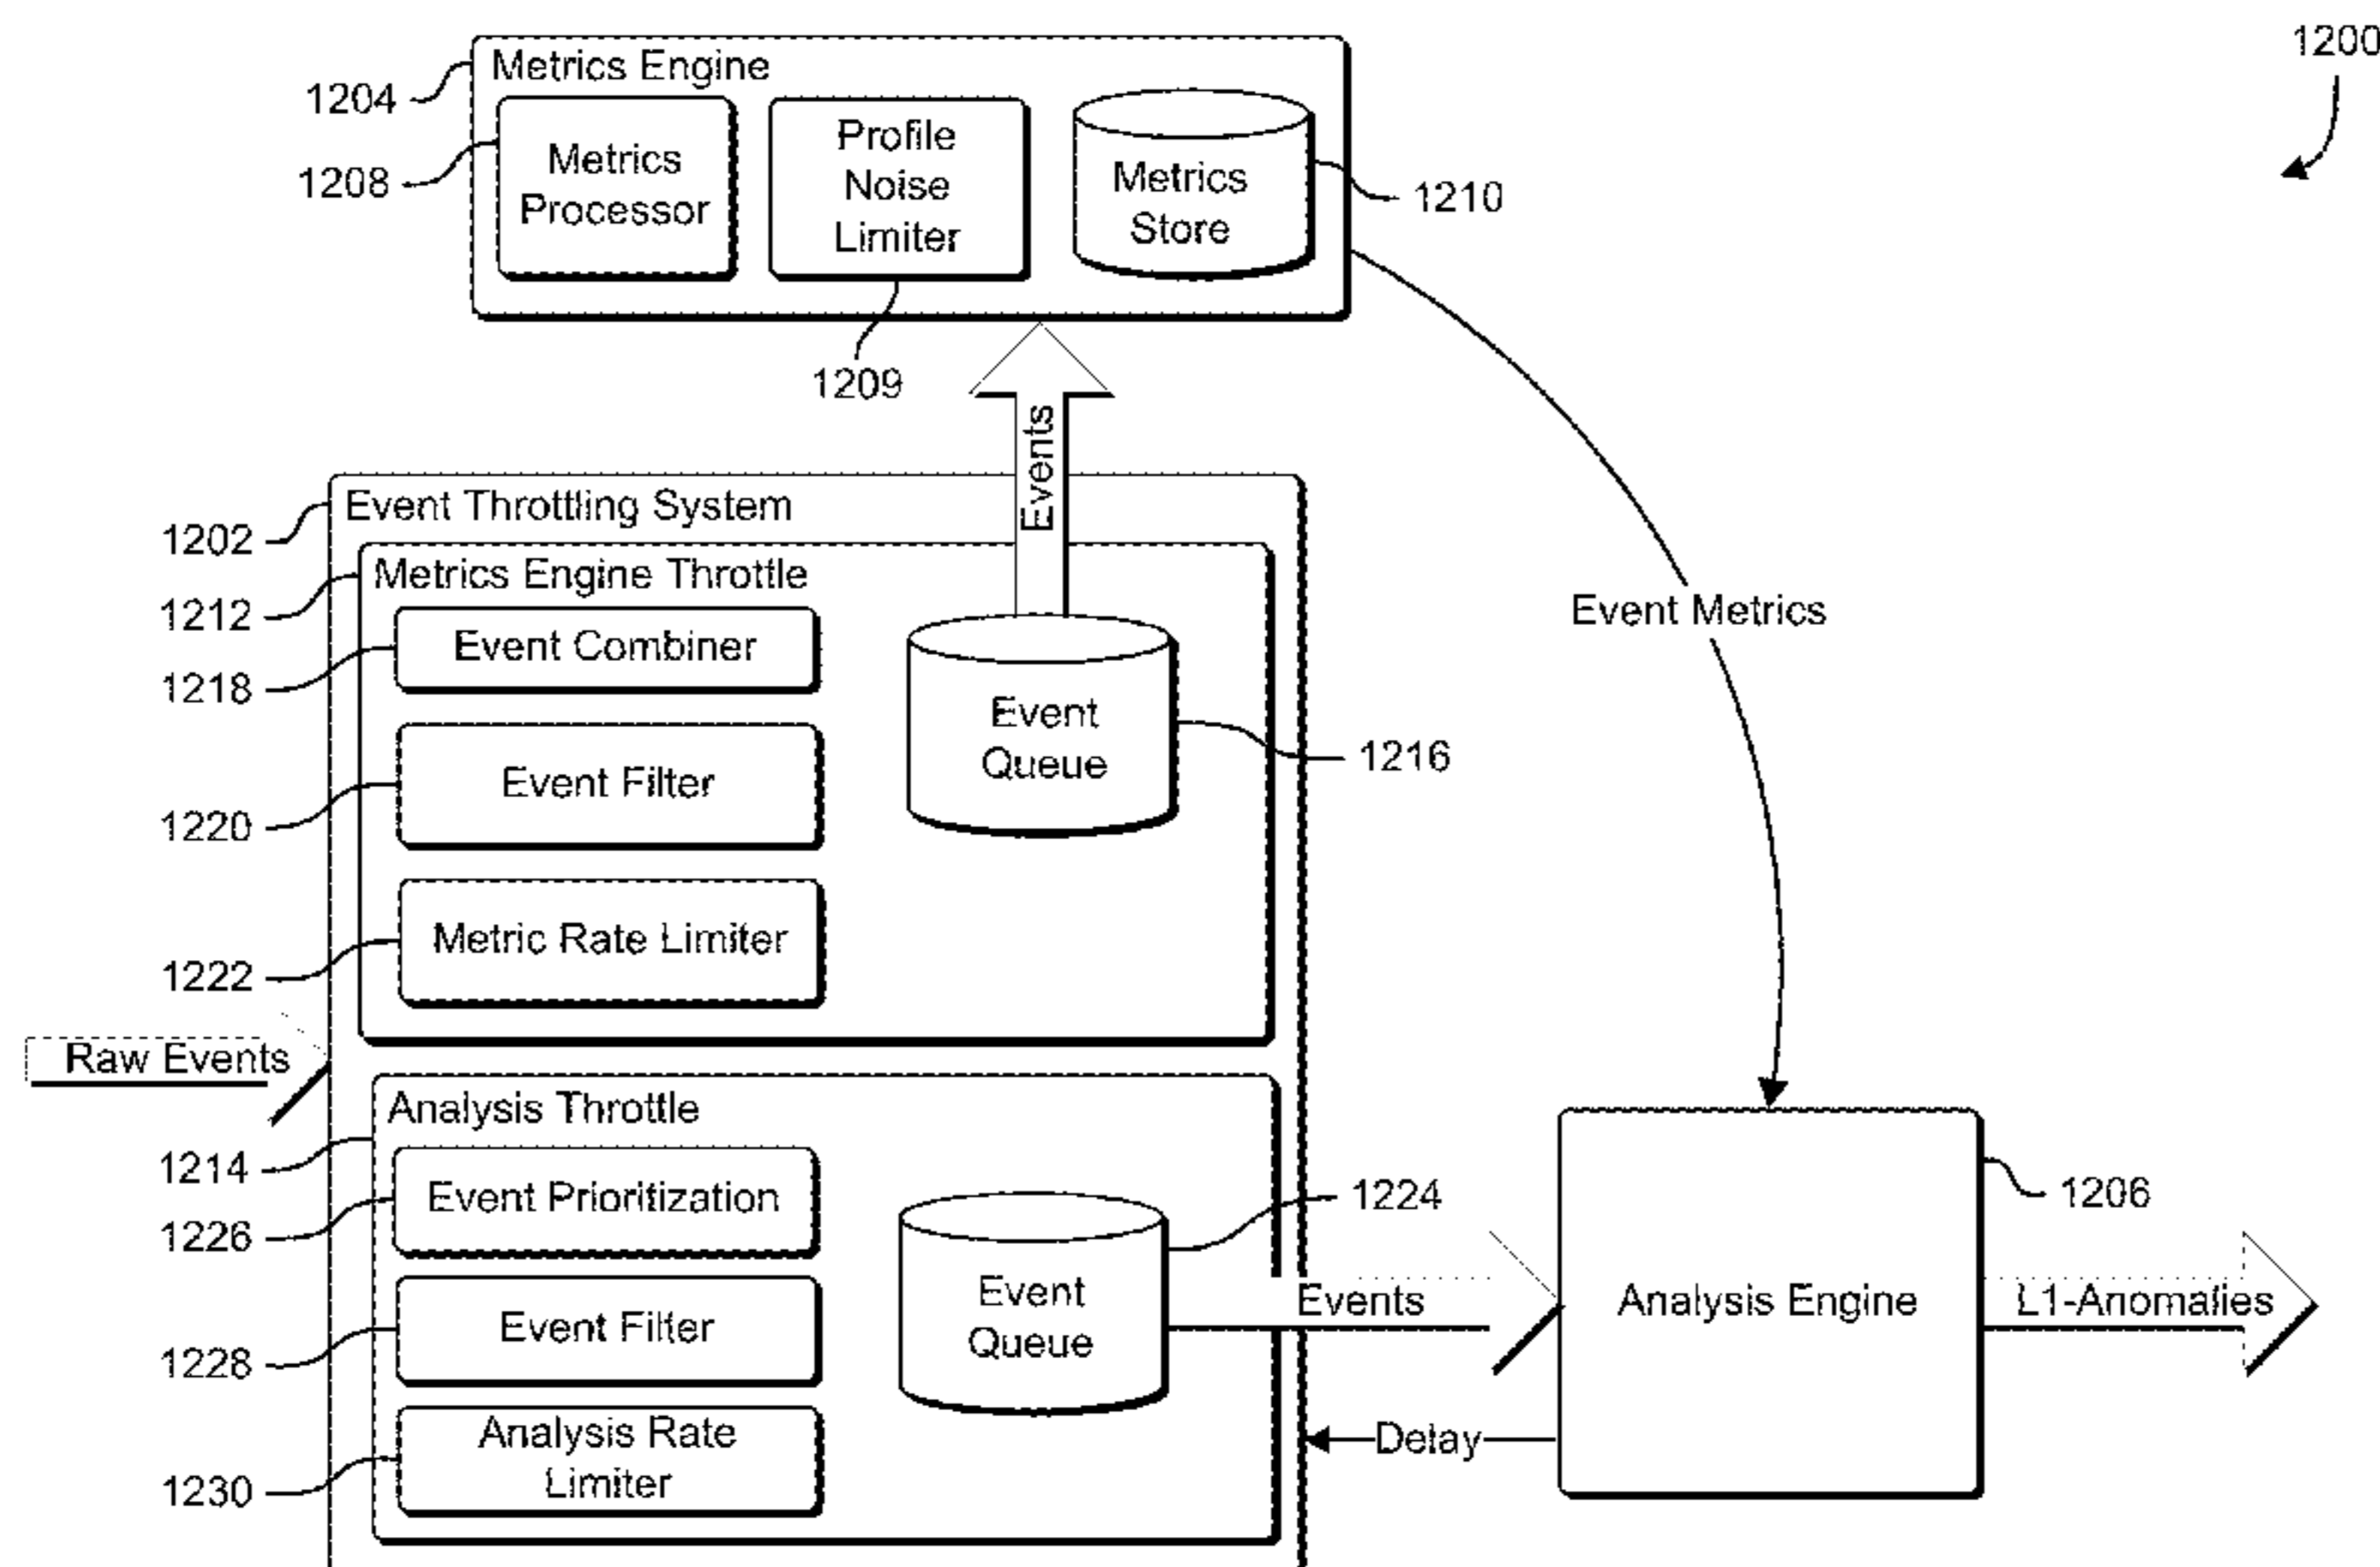 1200
Metrics Engine
1204
Metrics
Processor
1208
Profile
Noise
Limiter
1209
Metrics
Store
1210
Events
Event Throttling System
1202
Metrics Engine Throttle
1212
Event Combiner
1218
Event Filter
1220
Metric Rate Limiter
1222
Event
Queue
1216
Event Metrics
Raw Events
Analysis Throttle
1214
Event Prioritization
1226
Event Filter
1228
Analysis Rate
Limiter
1230
Event
Queue
1224
Events
Delay
Analysis Engine
1206
L1-Anomalies